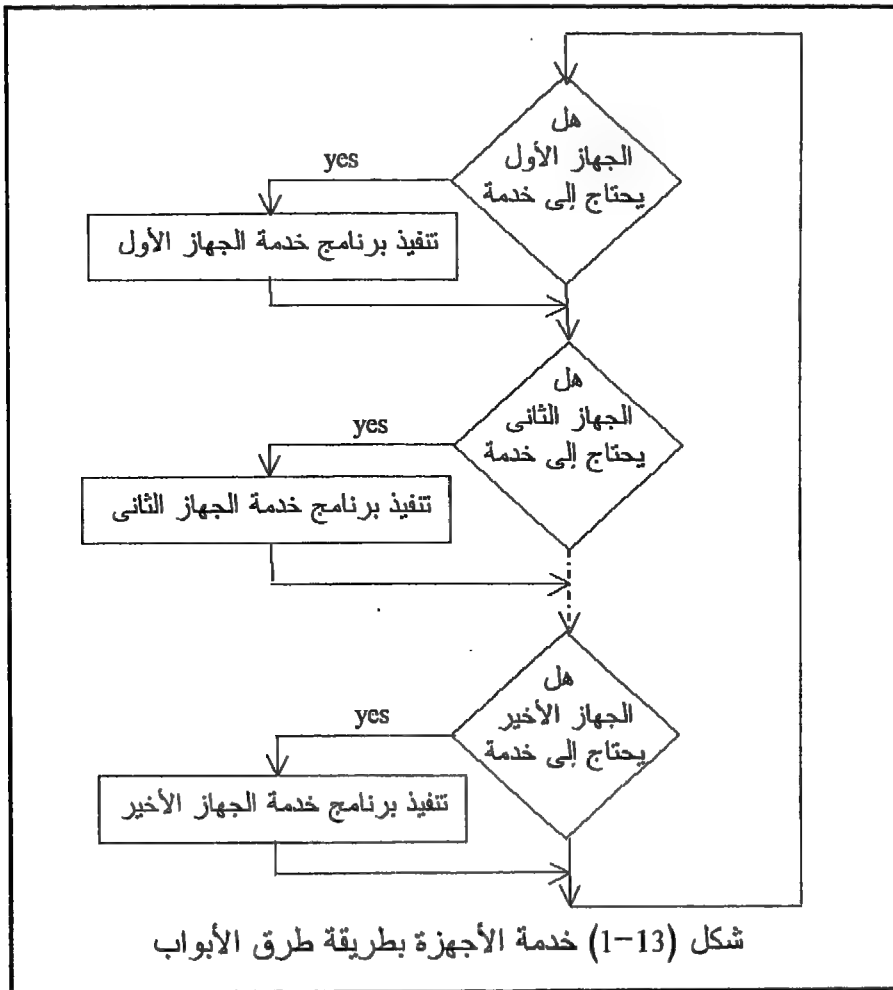 هل
الجهاز الأول
يحتاج إلى خدمة
yes
تنفيذ برنامج خدمة الجهاز الأول
هل
الجهاز الثانى
يحتاج إلى خدمة
yes
تنفيذ برنامج خدمة الجهاز الثانى
هل
الجهاز الأخير
يحتاج إلى خدمة
yes
تنفيذ برنامج خدمة الجهاز الأخير
شكل (13-1) خدمة الأجهزة بطريقة طرق الأبواب